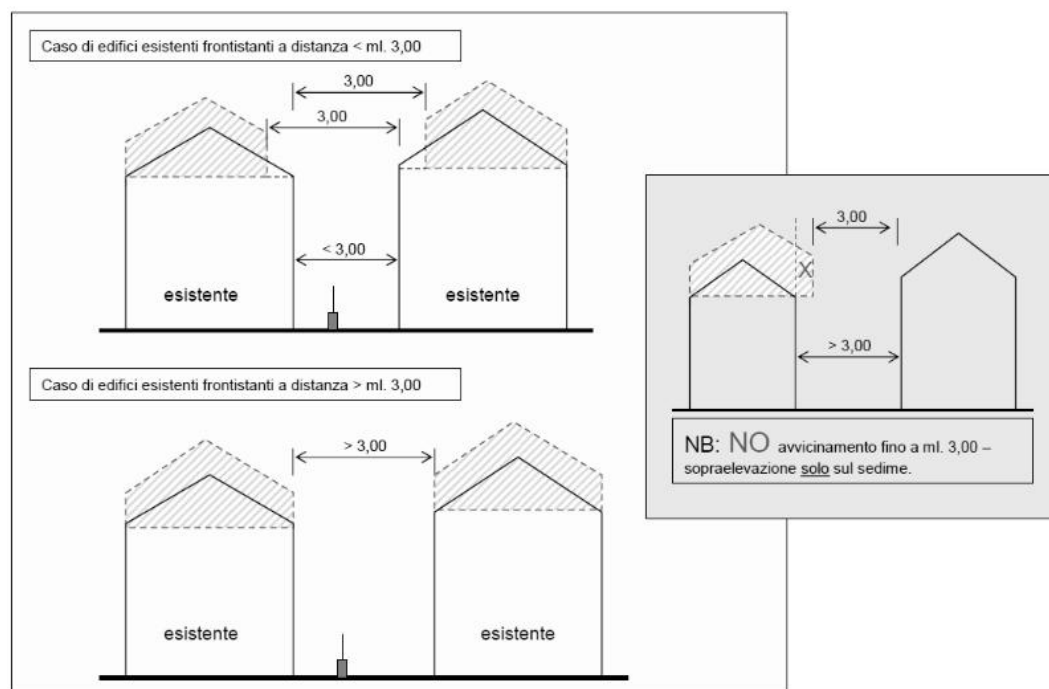 Caso di edifici esistenti frontistanti a distanza < ml. 3,00
3,00
3,00
< 3,00
esistente
esistente
Caso di edifici esistenti frontistanti a distanza > ml. 3,00
> 3,00
esistente
esistente
3,00
X
> 3,00
NB: NO avvicinamento fino a ml. 3,00 –
sopraelevazione solo sul sedime.